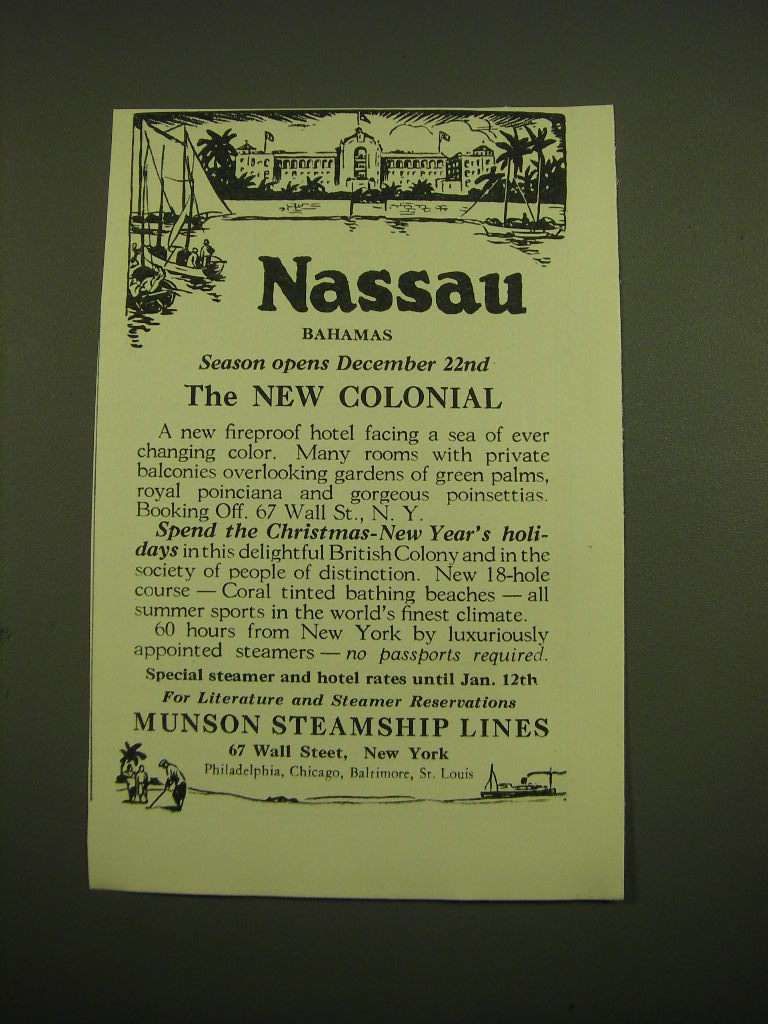 Nassau
BAHAMAS
Season opens December 22nd
The NEW COLONIAL
A new fireproof hotel facing a sea of ever
changing color. Many rooms with private
balconies overlooking gardens of green palms,
royal poinciana and gorgeous poinsettias.
Booking Off. 67 Wall St., N. Y.
Spend the Christmas-New Year's holi-
days in this delightful British Colony and in the
society of people of distinction. New 18-hole
course — Coral tinted bathing beaches — all
summer sports in the world's finest climate.
60 hours from New York by luxuriously
appointed steamers — no passports required.
Special steamer and hotel rates until Jan. 12th
For Literature and Steamer Reservations
MUNSON STEAMSHIP LINES
67 Wall Steet, New York
Philadelphia, Chicago, Baltimore, St. Louis